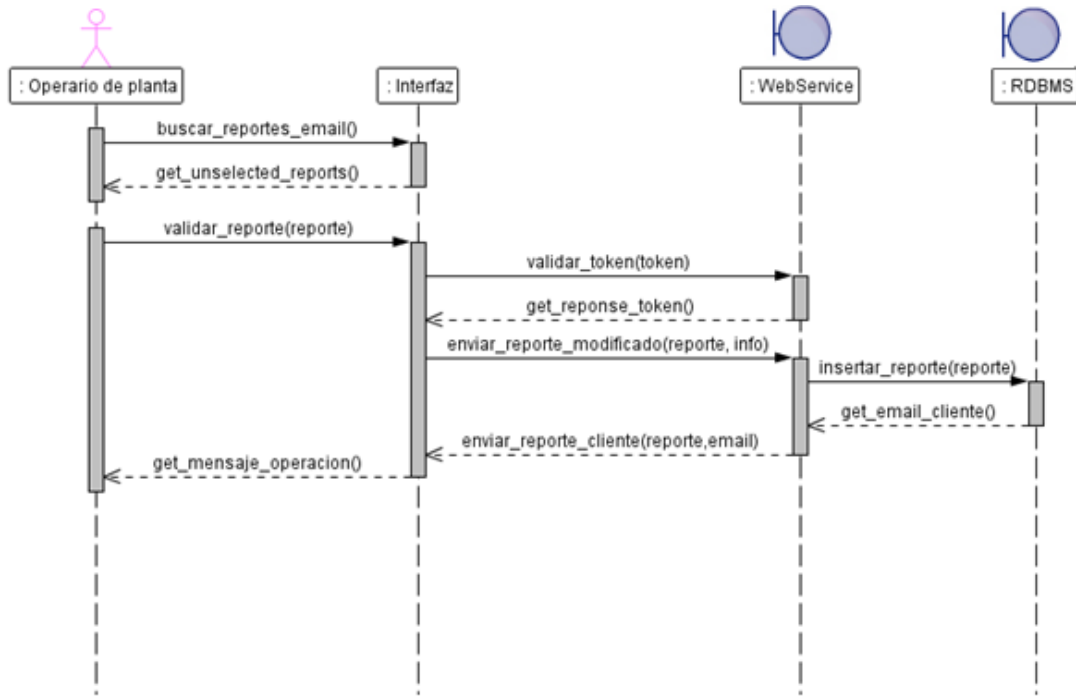 : Operario de planta
: Interfaz
: WebService
: RDBMS
buscar_reportes_email()
get_unselected_reports()
validar_reporte(reporte)
validar_token(token)
get_reponse_token()
enviar_reporte_modificado(reporte, info)
insertar_reporte(reporte)
get_email_cliente()
enviar_reporte_cliente(reporte,email)
get_mensaje_operacion()